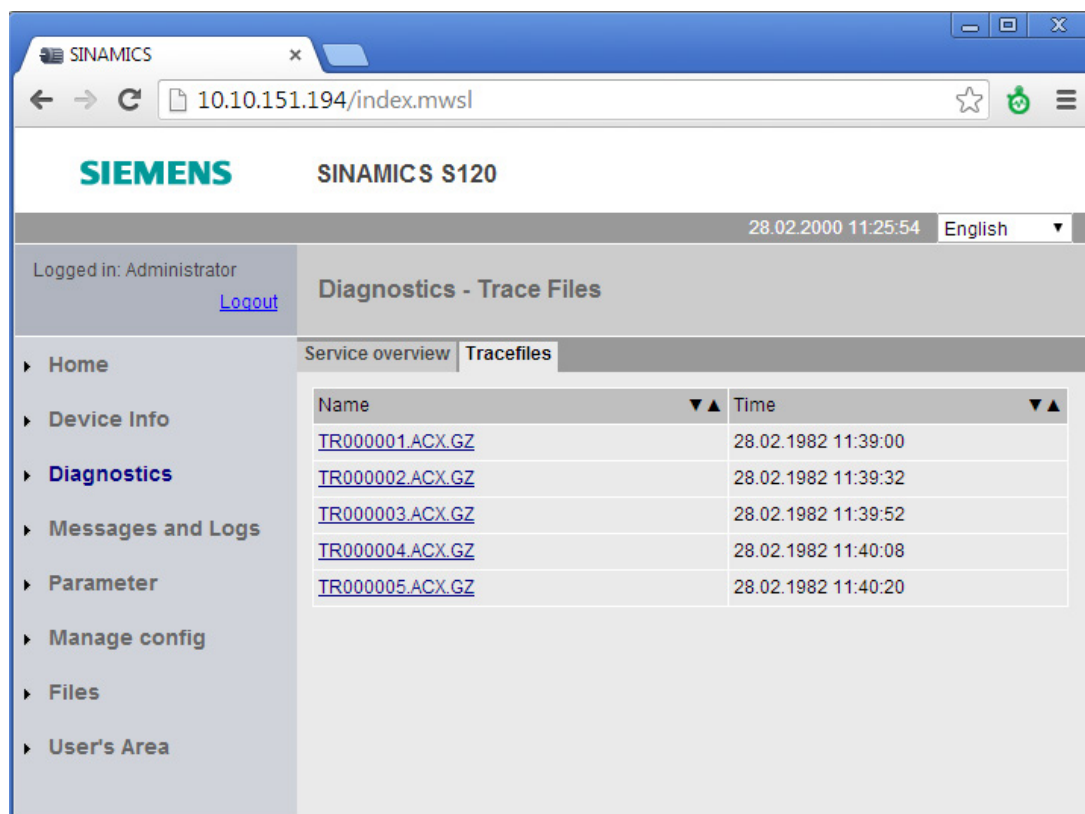 SINAMICS
10.10.151.194/index.mwsl
SIEMENS SINAMICS S120
28.02.2000 11:25:54 English
Logged in: Administrator
Logout
Diagnostics - Trace Files
Service overview Tracefiles
Home
Device Info
Diagnostics
Messages and Logs
Parameter
Manage config
Files
User's Area
Name Time
TR000001.ACX.GZ 28.02.1982 11:39:00
TR000002.ACX.GZ 28.02.1982 11:39:32
TR000003.ACX.GZ 28.02.1982 11:39:52
TR000004.ACX.GZ 28.02.1982 11:40:08
TR000005.ACX.GZ 28.02.1982 11:40:20